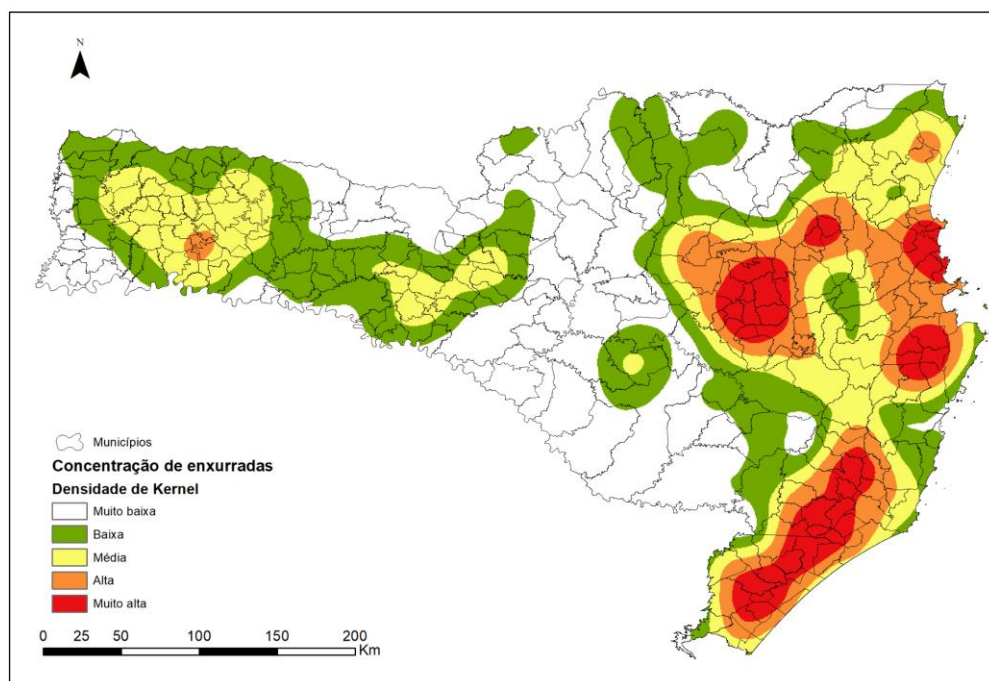 N
Municípios
Concentração de enxurradas
Densidade de Kernel
Muito baixa
Baixa
Média
Alta
Muito alta
0 25 50 100 150 200
Km